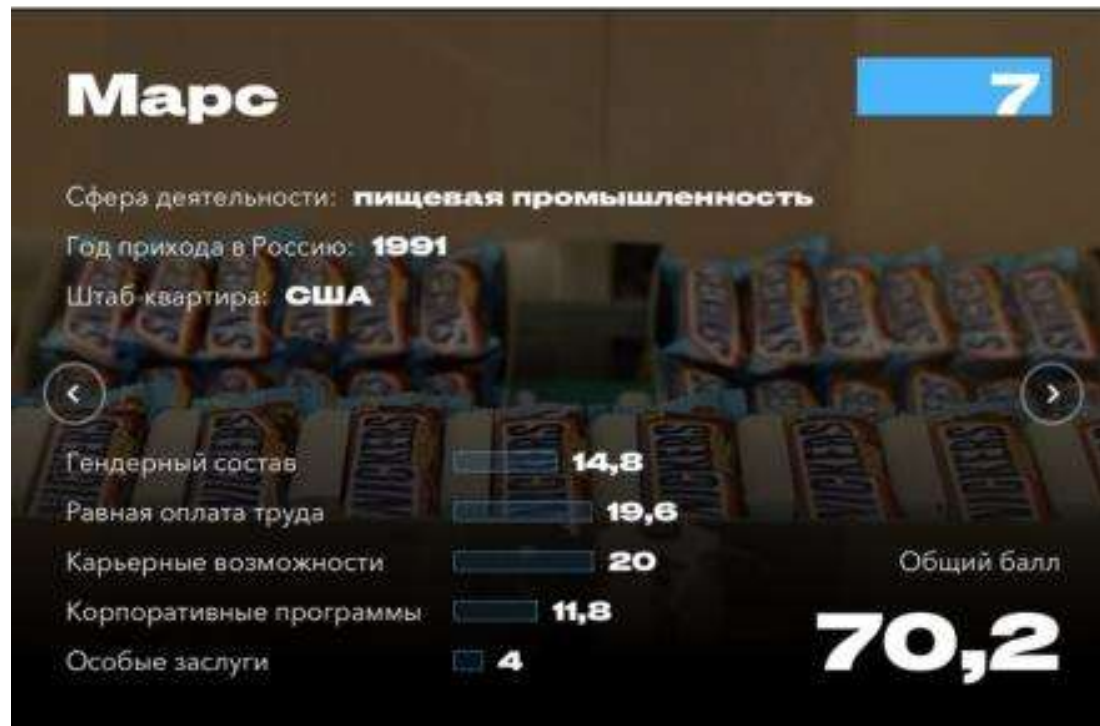 Марс
7
Сфера деятельности: пищевая промышленность
Год прихода в Россию: 1991
Штаб-квартира: США
Гендерный состав 14,8
Равная оплата труда 19,6
Карьерные возможности 20
Общий балл
Корпоративные программы 11,8
70,2
Особые заслуги 4